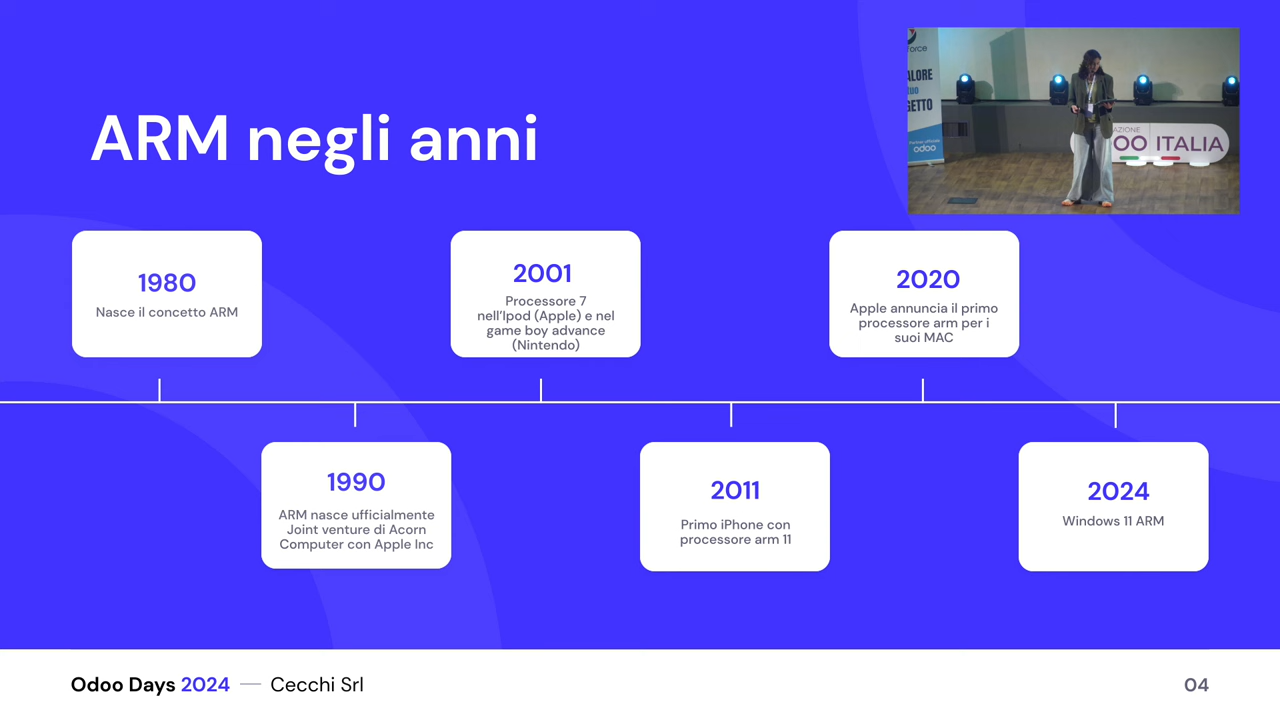 ARM negli anni
orce
ALORE
tuo
GETTO
odoo
AZIONE
OO ITALIA
1980
Nasce il concetto ARM
2001
Processore 7
nell'Ipod (Apple) e nel
game boy advance
(Nintendo)
2020
Apple annuncia il primo
processore arm per i
suoi MAC
1990
ARM nasce ufficialmente
Joint venture di Acorn
Computer con Apple Inc
2011
Primo iPhone con
processore arm 11
2024
Windows 11 ARM
Odoo Days 2024 — Cecchi Srl
04